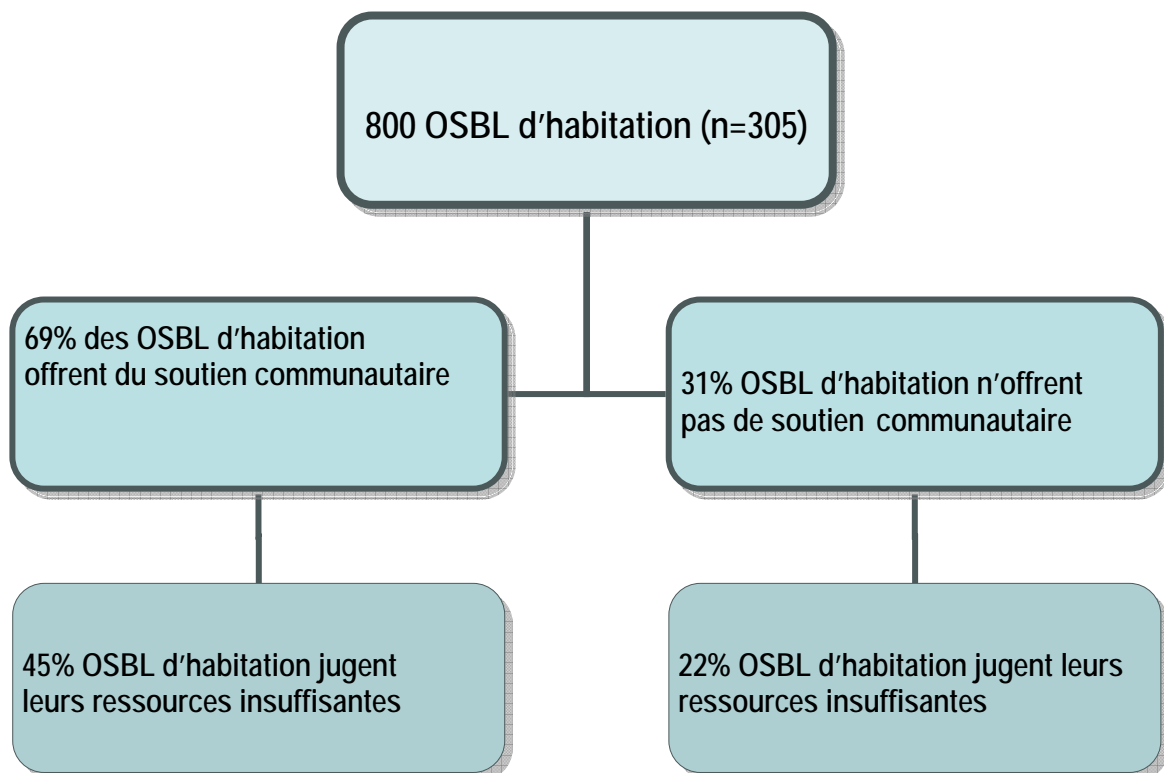 800 OSBL d'habitation (n=305)
69% des OSBL d'habitation
offrent du soutien communautaire
31% OSBL d'habitation n'offrent
pas de soutien communautaire
45% OSBL d'habitation jugent
leurs ressources insuffisantes
22% OSBL d'habitation jugent leurs
ressources insuffisantes